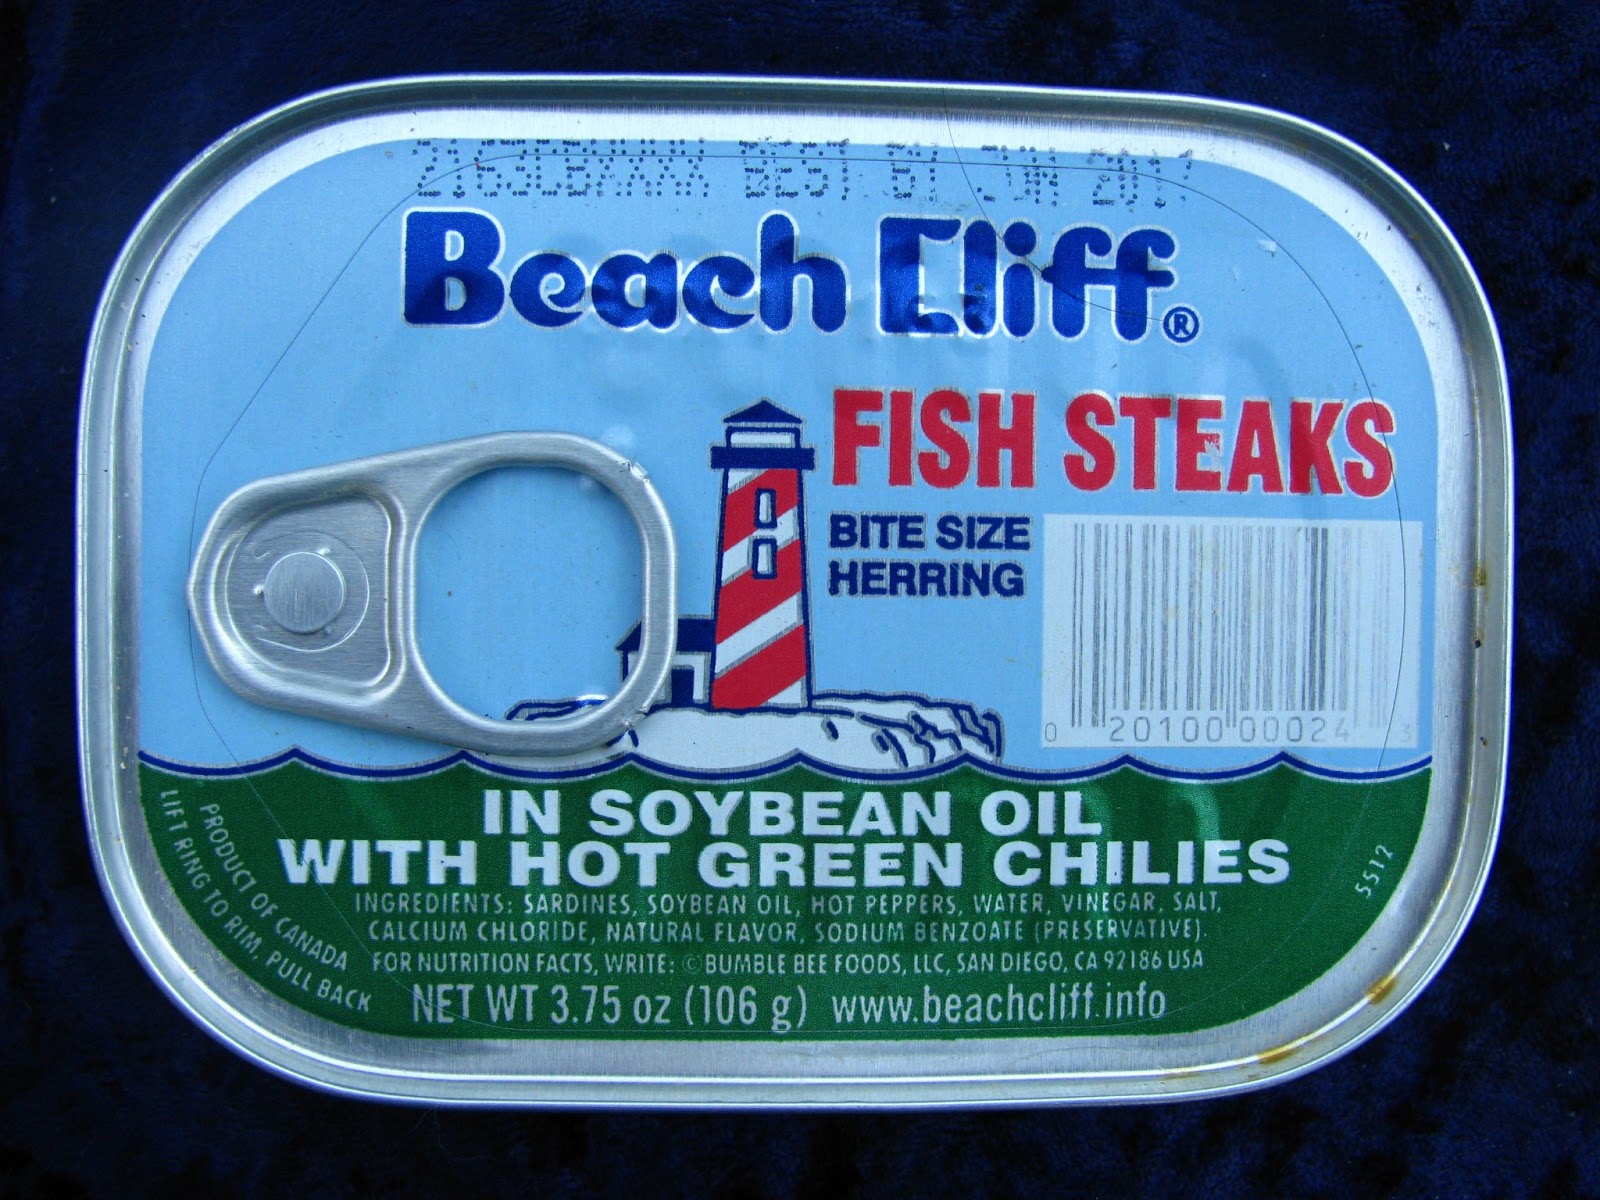 BEST BY JUN 2017
Beach Cliff®
FISH STEAKS
BITE SIZE
HERRING
0 20100 00024 3
IN SOYBEAN OIL
WITH HOT GREEN CHILIES
INGREDIENTS: SARDINES, SOYBEAN OIL, HOT PEPPERS, WATER, VINEGAR, SALT,
CALCIUM CHLORIDE, NATURAL FLAVOR, SODIUM BENZOATE (PRESERVATIVE).
FOR NUTRITION FACTS, WRITE: ©BUMBLE BEE FOODS, LLC, SAN DIEGO, CA 92186 USA
NET WT 3.75 oz (106 g) www.beachcliff.info
PRODUCT OF CANADA
LIFT RING TO RIM, PULL BACK
5512